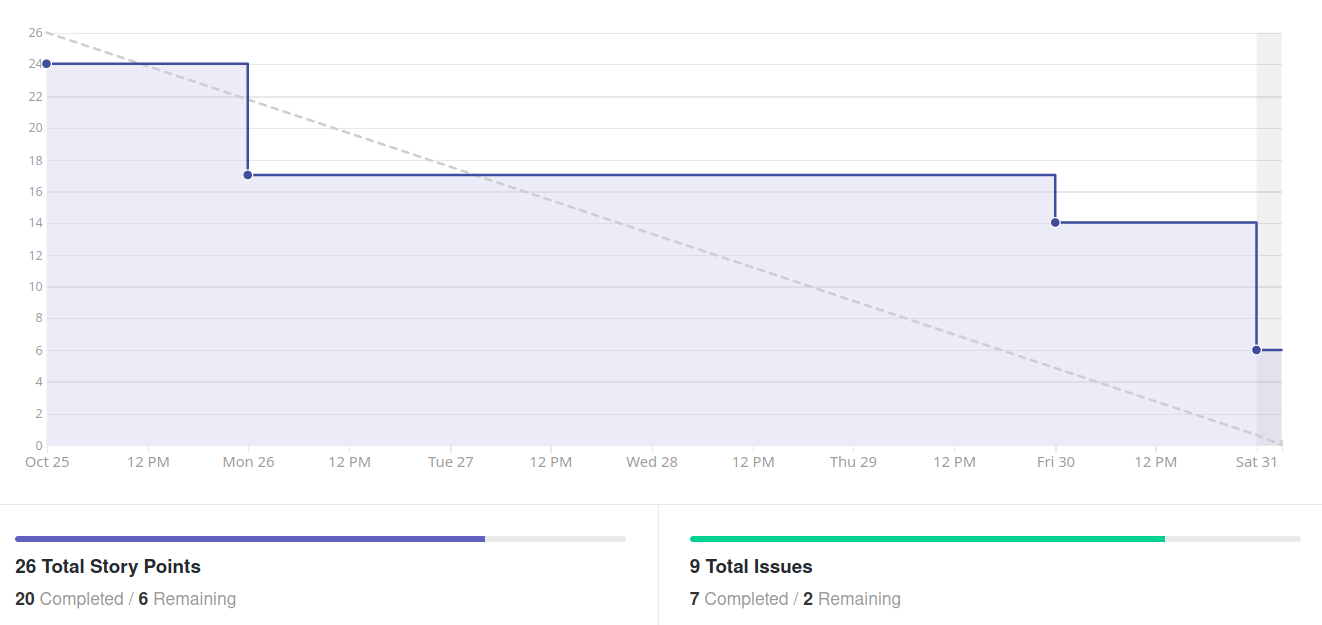 26
24
22
20
18
16
14
12
10
8
6
4
2
0
Oct 25 12 PM Mon 26 12 PM Tue 27 12 PM Wed 28 12 PM Thu 29 12 PM Fri 30 12 PM Sat 31
26 Total Story Points
20 Completed / 6 Remaining
9 Total Issues
7 Completed / 2 Remaining